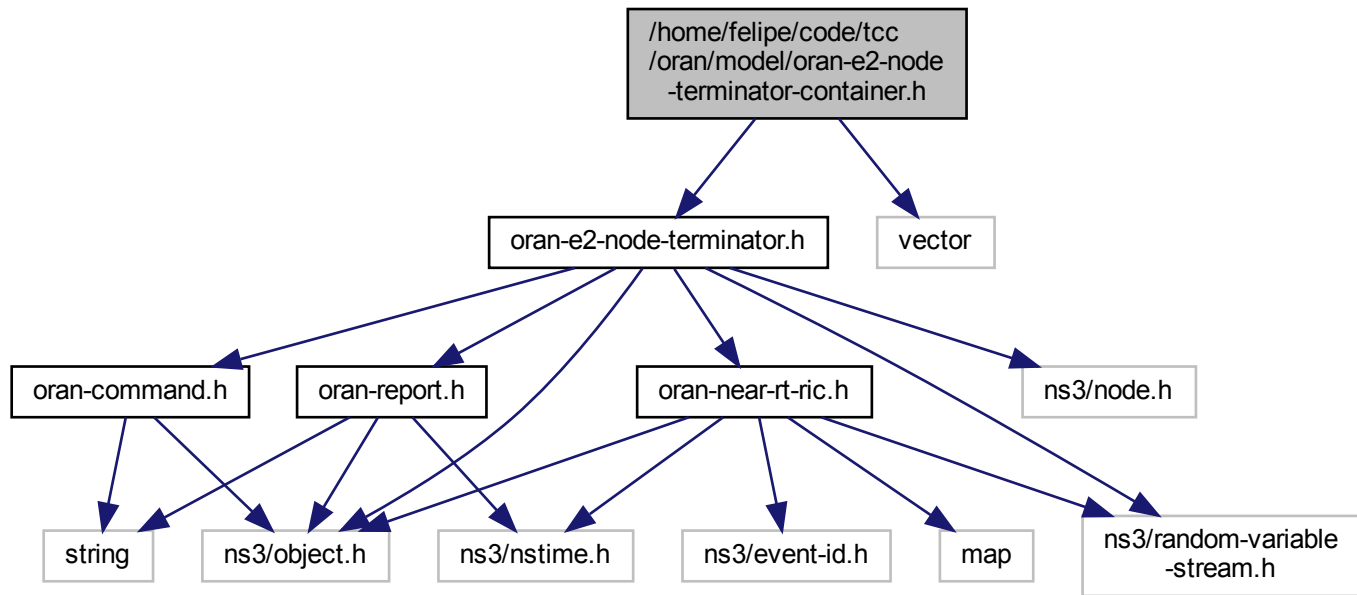 /home/felipe/code/tcc
/oran/model/oran-e2-node
-terminator-container.h
oran-e2-node-terminator.h
vector
oran-command.h
oran-report.h
oran-near-rt-ric.h
ns3/node.h
string
ns3/object.h
ns3/nstime.h
ns3/event-id.h
map
ns3/random-variable
-stream.h